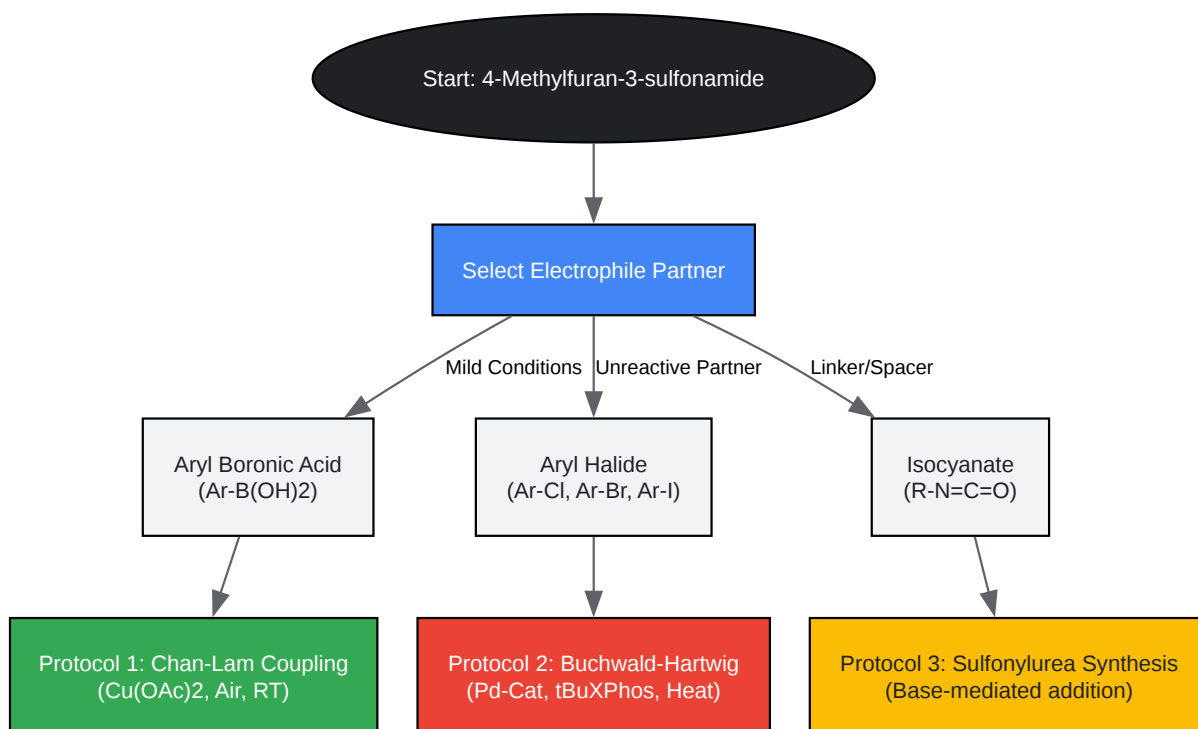 Start: 4-Methylfuran-3-sulfonamide
Select Electrophile Partner
Mild Conditions
Unreactive Partner
Linker/Spacer
Aryl Boronic Acid
(Ar-B(OH)2)
Aryl Halide
(Ar-Cl, Ar-Br, Ar-I)
Isocyanate
(R-N=C=O)
Protocol 1: Chan-Lam Coupling
(Cu(OAc)2, Air, RT)
Protocol 2: Buchwald-Hartwig
(Pd-Cat, tBuXPhos, Heat)
Protocol 3: Sulfonylurea Synthesis
(Base-mediated addition)